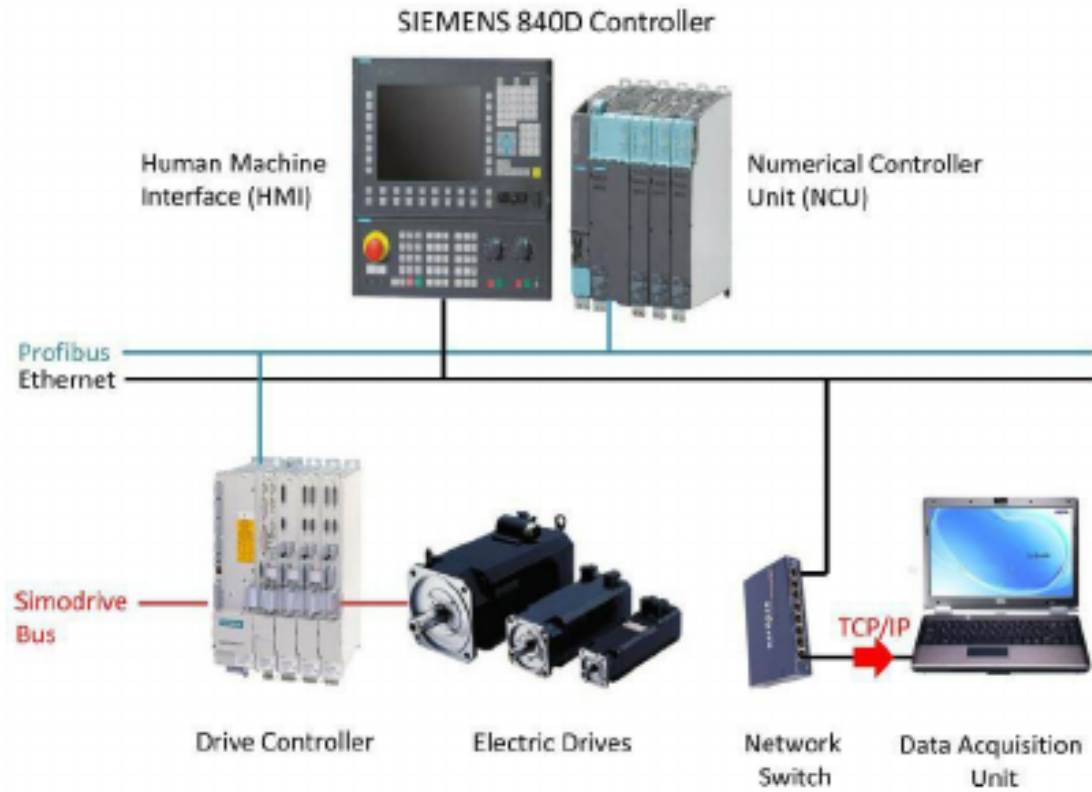 SIEMENS 840D Controller
Human Machine
Interface (HMI)
Numerical Controller
Unit (NCU)
Profibus
Ethernet
Simodrive
Bus
TCP/IP
Drive Controller
Electric Drives
Network
Switch
Data Acquisition
Unit